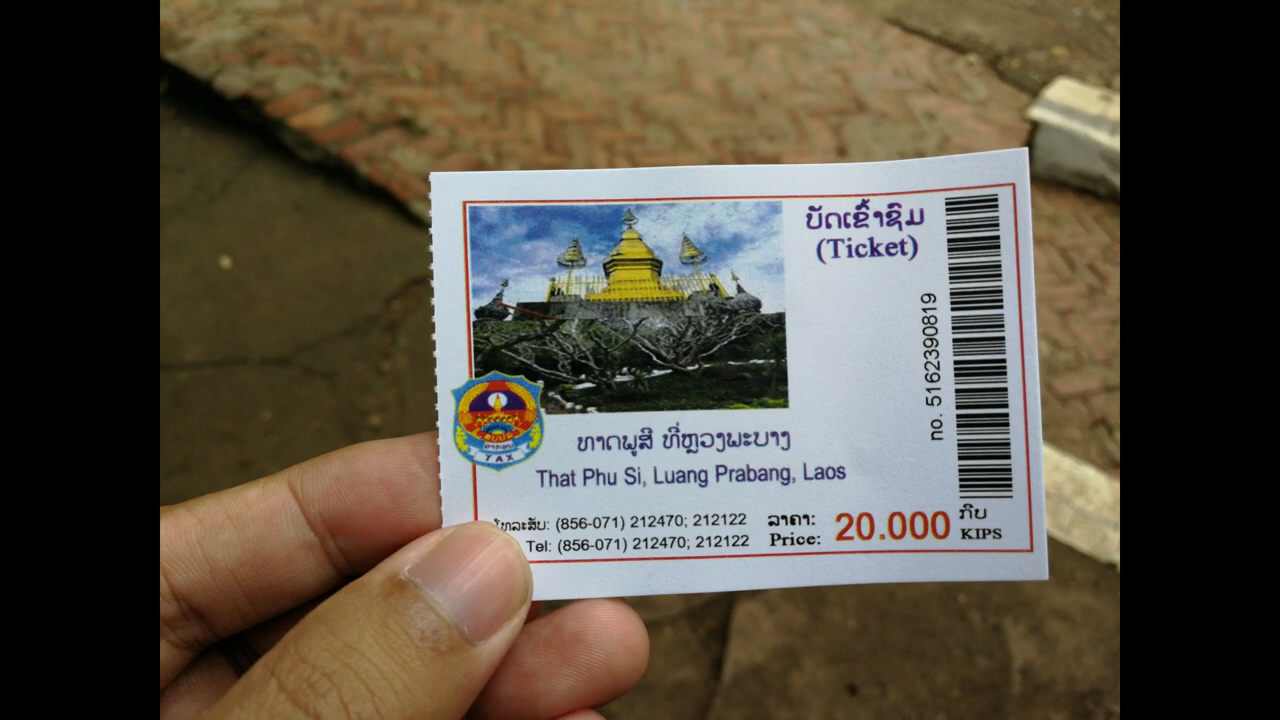 ບັດເຂົ້າຊົມ
(Ticket)
no. 5162390819
TAX
ທາດພູສີ ທີ່ຫຼວງພະບາງ
That Phu Si, Luang Prabang, Laos
ໂທລະສັບ: (856-071) 212470; 212122
Tel: (856-071) 212470; 212122
ລາຄາ: 20.000 ກີບ
Price: KIPS